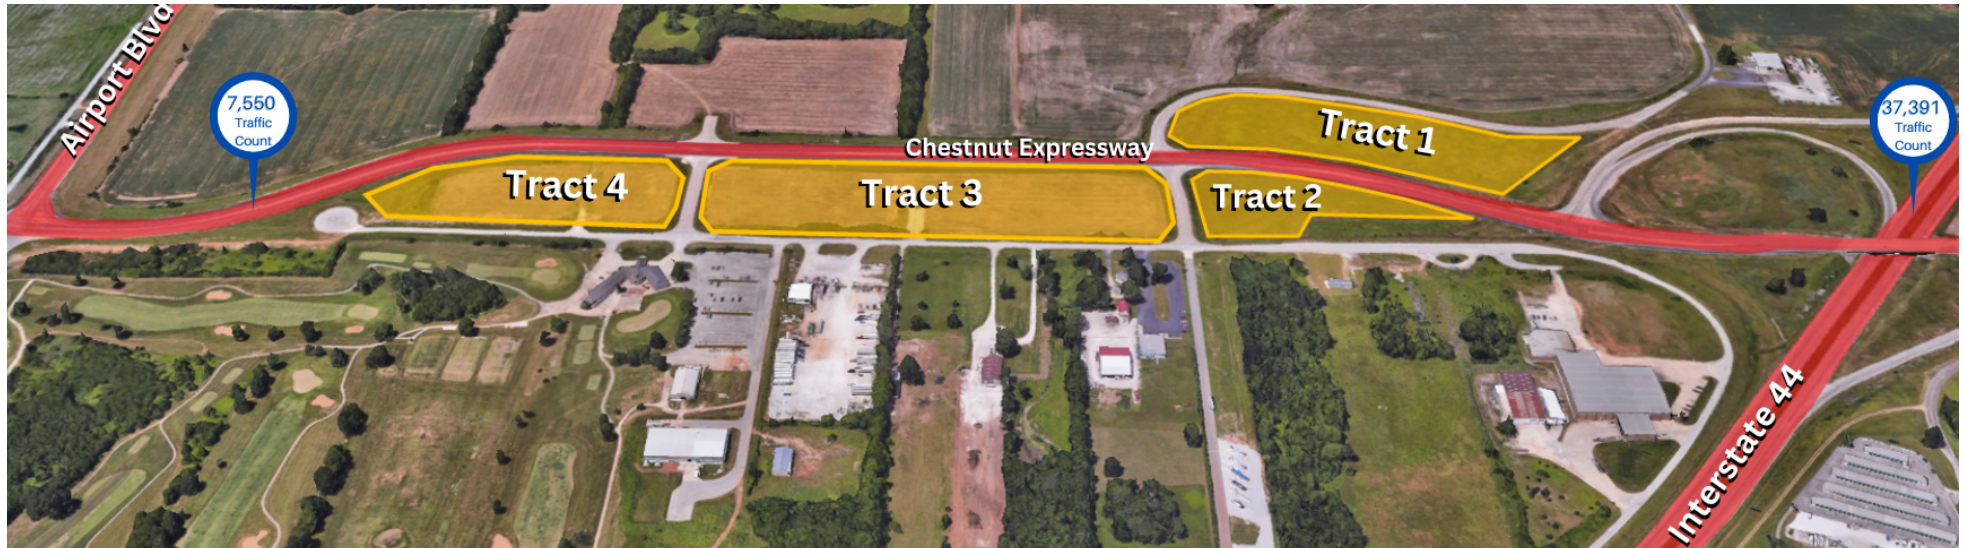 Airport Blvd
7,550
Traffic
Count
Chestnut Expressway
Tract 1
37,391
Traffic
Count
Tract 4
Tract 3
Tract 2
Interstate 44